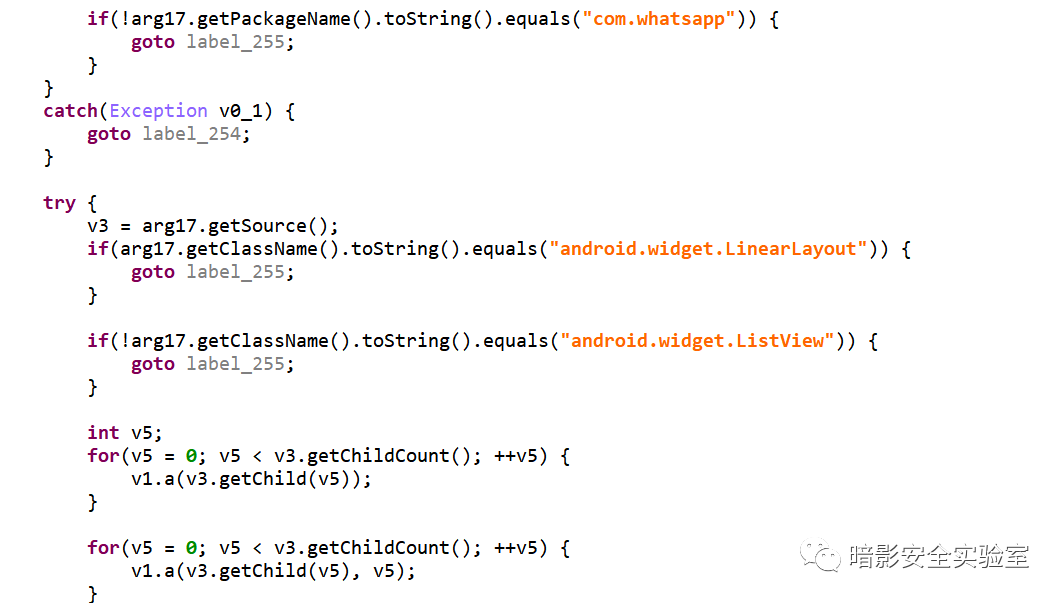 if(!arg17.getPackageName().toString().equals("com.whatsapp")) {
goto label_255;
}
}
catch(Exception v0_1) {
goto label_254;
}
try {
v3 = arg17.getSource();
if(arg17.getClassName().toString().equals("android.widget.LinearLayout")) {
goto label_255;
}
if(!arg17.getClassName().toString().equals("android.widget.ListView")) {
goto label_255;
}
int v5;
for(v5 = 0; v5 < v3.getChildCount(); ++v5) {
v1.a(v3.getChild(v5));
}
for(v5 = 0; v5 < v3.getChildCount(); ++v5) {
v1.a(v3.getChild(v5), v5);
}
暗影安全实验室